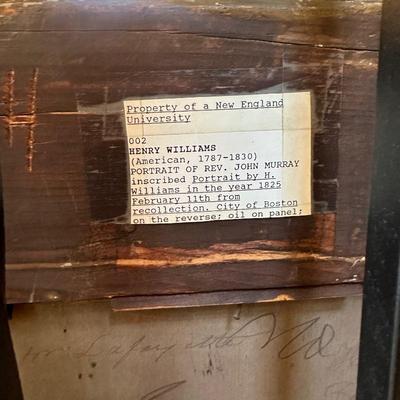 Property of a New England
University
002
HENRY WILLIAMS
(American, 1787-1830)
PORTRAIT OF REV. JOHN MURRAY
inscribed Portrait by H.
Williams in the year 1825
February 11th from
recollection. City of Boston
on the reverse; oil on panel;
Lafayette